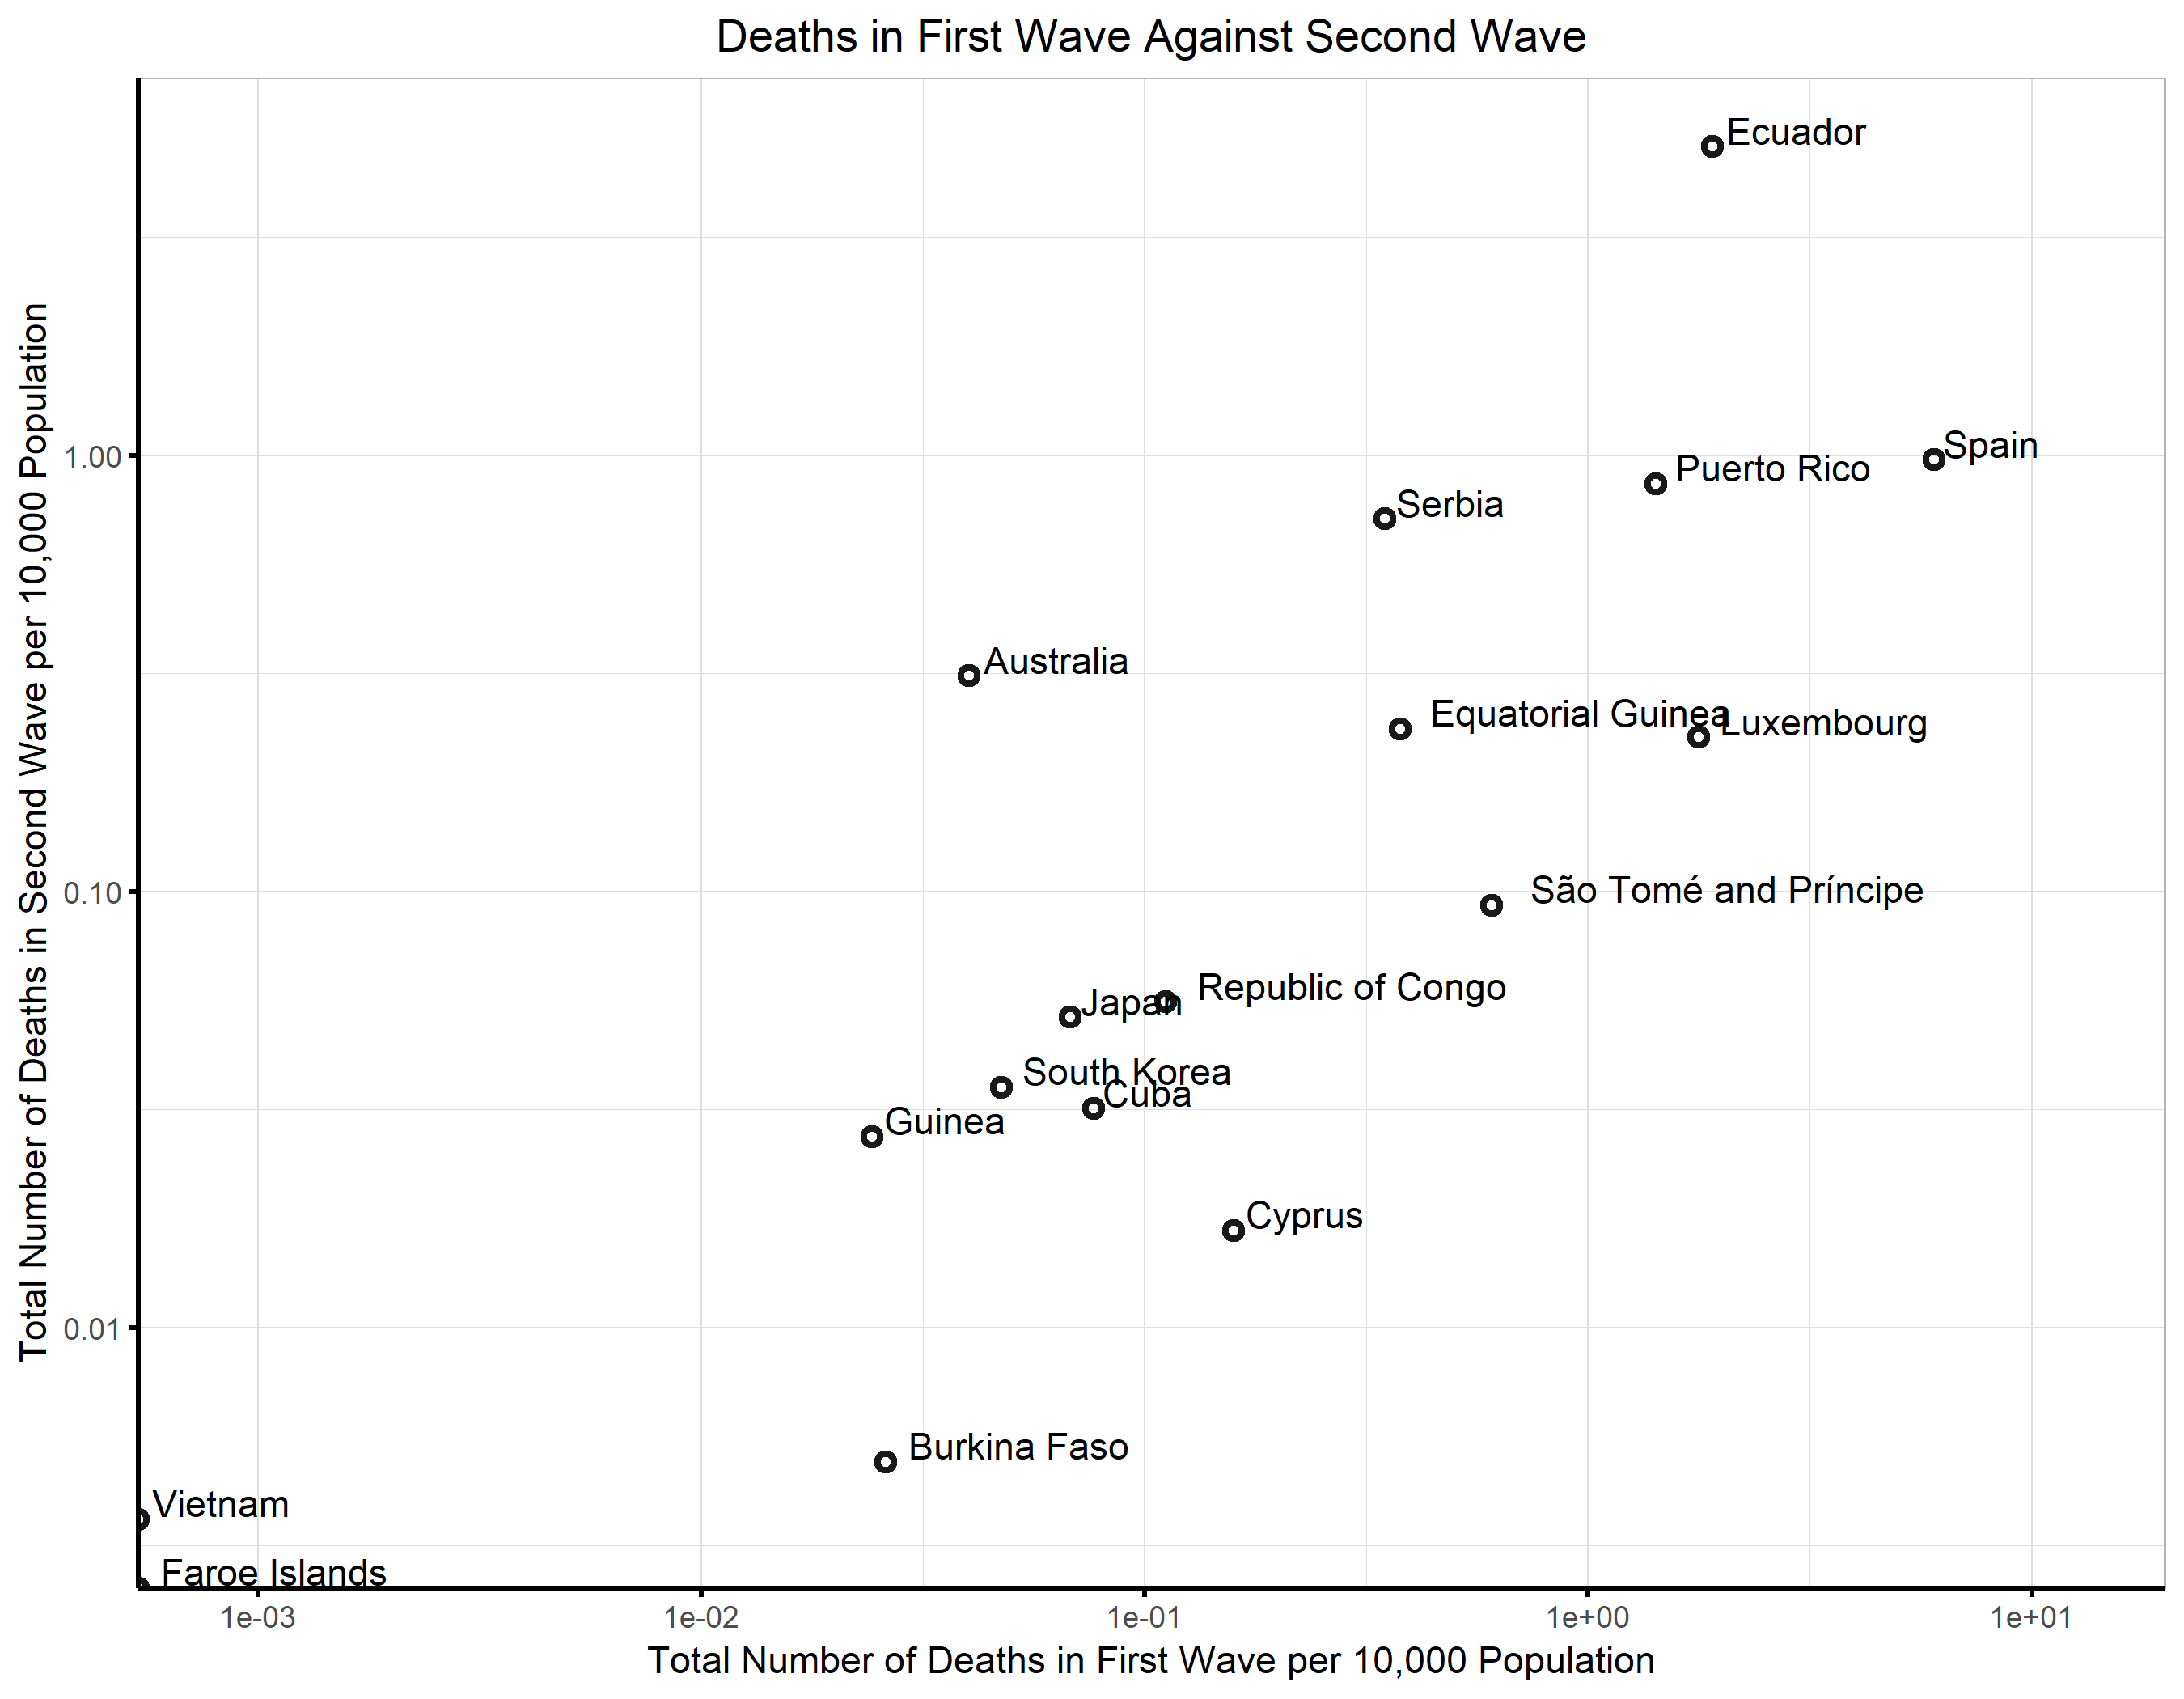 Deaths in First Wave Against Second Wave
Total Number of Deaths in Second Wave per 10,000 Population
1.00
0.10
0.01
Ecuador
Spain
Puerto Rico
Serbia
Australia
Equatorial Guinea
Luxembourg
São Tomé and Príncipe
Republic of Congo
Japan
South Korea
Cuba
Guinea
Cyprus
Burkina Faso
Vietnam
Faroe Islands
1e-03 1e-02 1e-01 1e+00 1e+01
Total Number of Deaths in First Wave per 10,000 Population